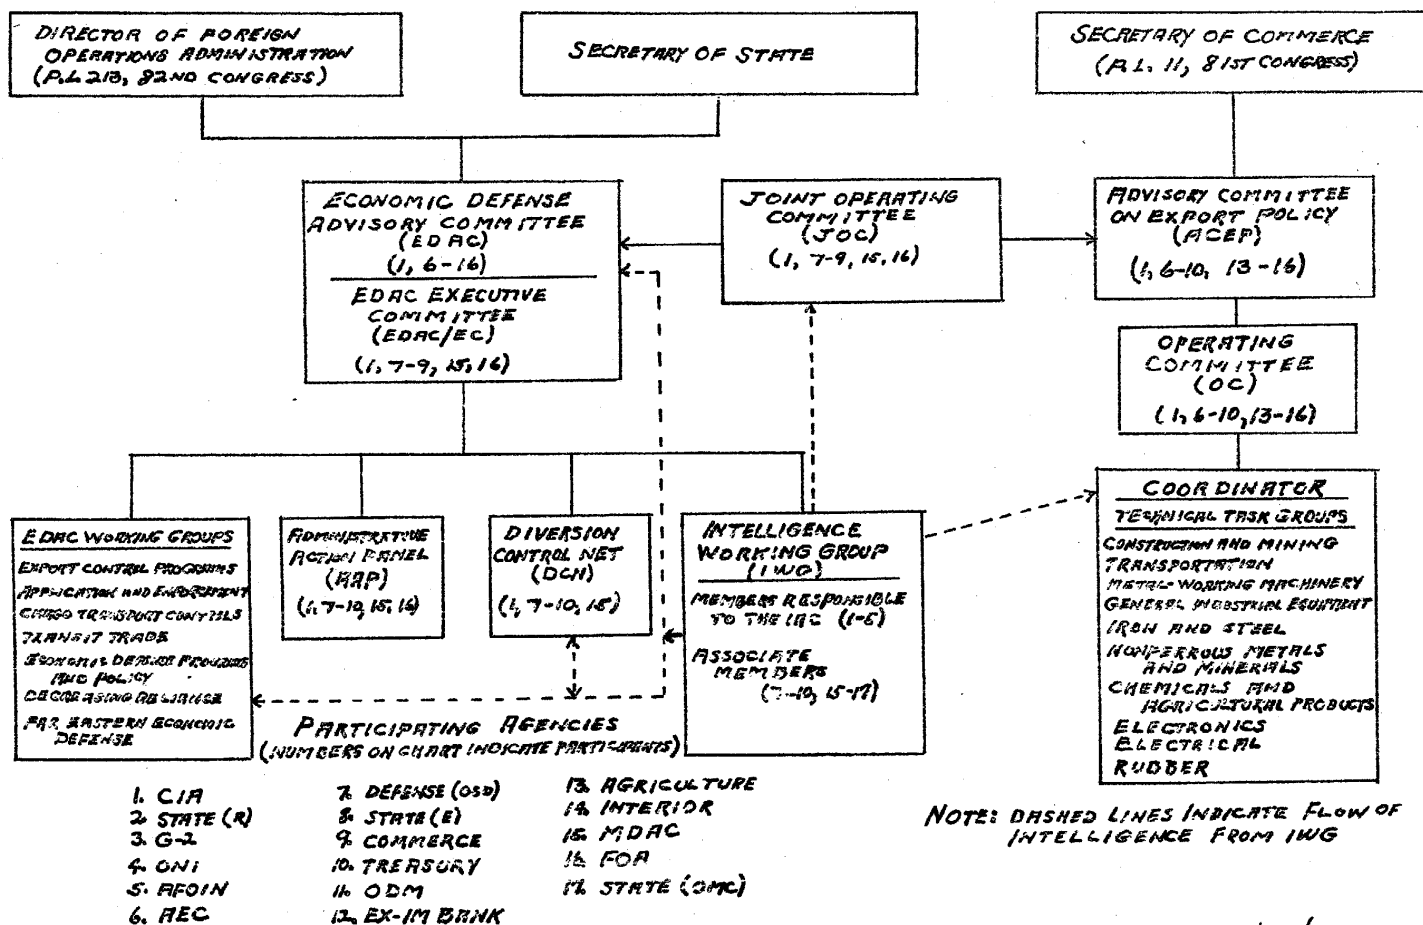 DIRECTOR OF FOREIGN
OPERATIONS ADMINISTRATION
(P.L. 213, 82ND CONGRESS)
SECRETARY OF STATE
SECRETARY OF COMMERCE
(P.L. 11, 81ST CONGRESS)
ECONOMIC DEFENSE
ADVISORY COMMITTEE
(EDAC)
(1, 6-16)
EDAC EXECUTIVE
COMMITTEE
(EDAC/EC)
(1, 7-9, 15, 16)
JOINT OPERATING
COMMITTEE
(JOC)
(1, 7-9, 15, 16)
ADVISORY COMMITTEE
ON EXPORT POLICY
(ACEP)
(1, 6-10, 13-16)
OPERATING
COMMITTEE
(OC)
(1, 6-10, 13-16)
EDAC WORKING GROUPS
EXPORT CONTROL PROGRAMS
APPLICATION AND ENFORCEMENT
CARGO TRANSPORT CONTROLS
TRANSIT TRADE
ECONOMIC DEFENSE PROGRAMS
AND POLICY
DECREASING RELIANCE
FAR EASTERN ECONOMIC
DEFENSE
ADMINISTRATIVE
ACTION PANEL
(AAP)
(1, 7-10, 15, 16)
DIVERSION
CONTROL NET
(DCN)
(1, 7-10, 15)
INTELLIGENCE
WORKING GROUP
(IWG)
MEMBERS RESPONSIBLE
TO THE IAC (1-5)
ASSOCIATE
MEMBERS
(7-10, 15-17)
COORDINATOR
TECHNICAL TASK GROUPS
CONSTRUCTION AND MINING
TRANSPORTATION
METAL-WORKING MACHINERY
GENERAL INDUSTRIAL EQUIPMENT
IRON AND STEEL
NONFERROUS METALS
AND MINERALS
CHEMICALS AND
AGRICULTURAL PRODUCTS
ELECTRONICS
ELECTRICAL
RUBBER
PARTICIPATING AGENCIES
(NUMBERS ON CHART INDICATE PARTICIPANTS)
1. CIA
2. STATE (R)
3. G-2
4. ONI
5. AFOIN
6. AEC
7. DEFENSE (OSD)
8. STATE (E)
9. COMMERCE
10. TREASURY
11. ODM
12. EX-IM BANK
13. AGRICULTURE
14. INTERIOR
15. MDAC
16. FOA
17. STATE (OMC)
NOTE: DASHED LINES INDICATE FLOW OF
INTELLIGENCE FROM IWG